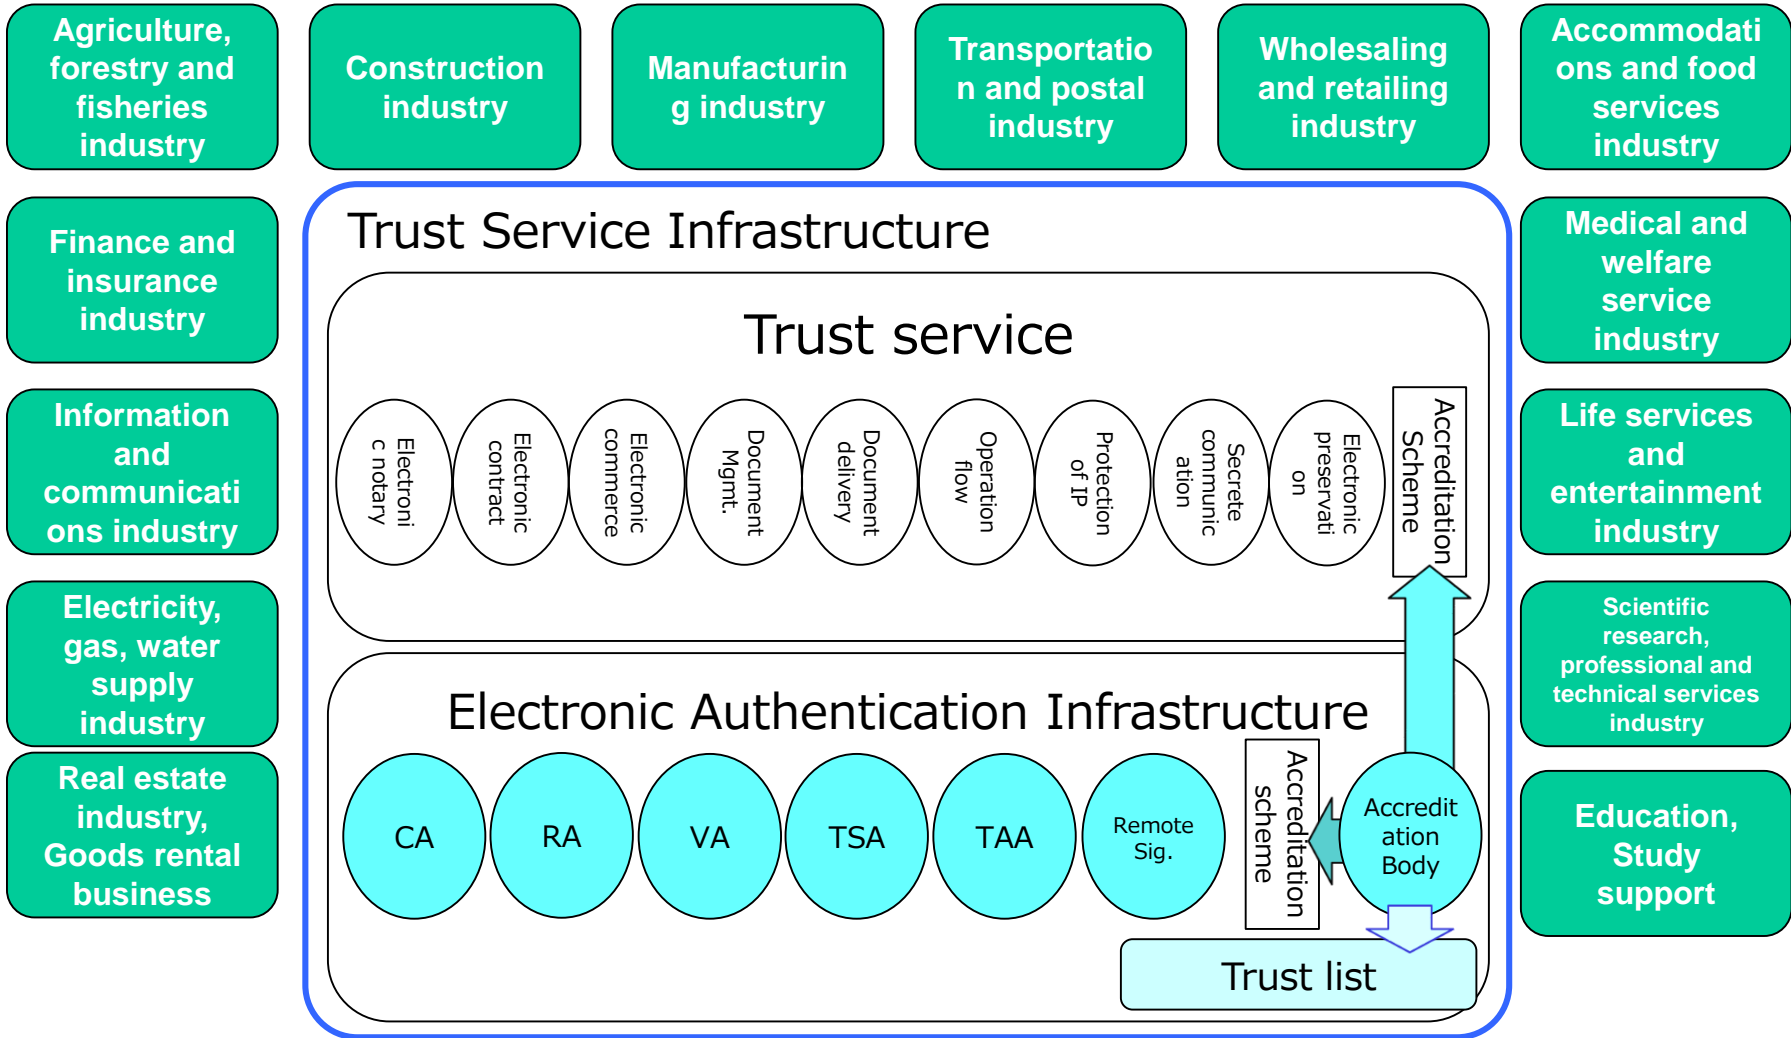 Agriculture,
forestry and
fisheries
industry
Construction
industry
Manufacturin
g industry
Transportatio
n and postal
industry
Wholesaling
and retailing
industry
Accommodati
ons and food
services
industry
Finance and
insurance
industry
Information
and
communicati
ons industry
Electricity,
gas, water
supply
industry
Real estate
industry,
Goods rental
business
Trust Service Infrastructure
Trust service
Electroni
c notary
Electronic
contract
Electronic
commerce
Document
Mgmt.
Document
delivery
Operation
flow
Protection
of IP
Secrete
communic
ation
Electronic
preservati
on
Accreditation
Scheme
Electronic Authentication Infrastructure
CA
RA
VA
TSA
TAA
Remote
Sig.
Accreditation
scheme
Accredit
ation
Body
Trust list
Medical and
welfare
service
industry
Life services
and
entertainment
industry
Scientific
research,
professional and
technical services
industry
Education,
Study
support